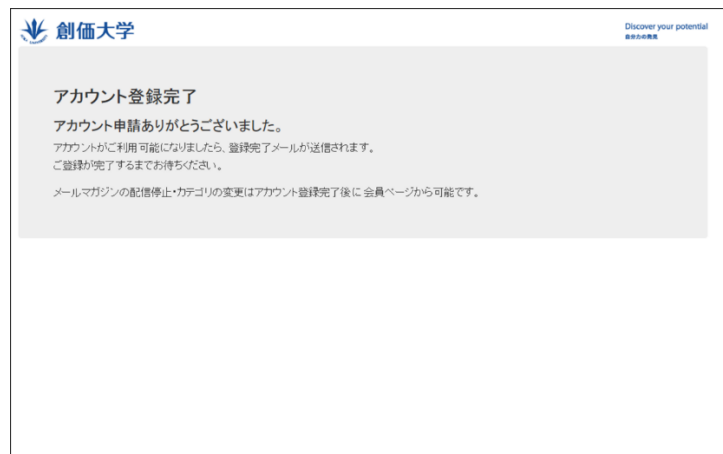 創価大学
Discover your potential
自分力の発見
アカウント登録完了
アカウント申請ありがとうございました。
アカウントがご利用可能になりましたら、登録完了メールが送信されます。
ご登録が完了するまでお待ちください。
メールマガジンの配信停止・カテゴリの変更はアカウント登録完了後に会員ページから可能です。